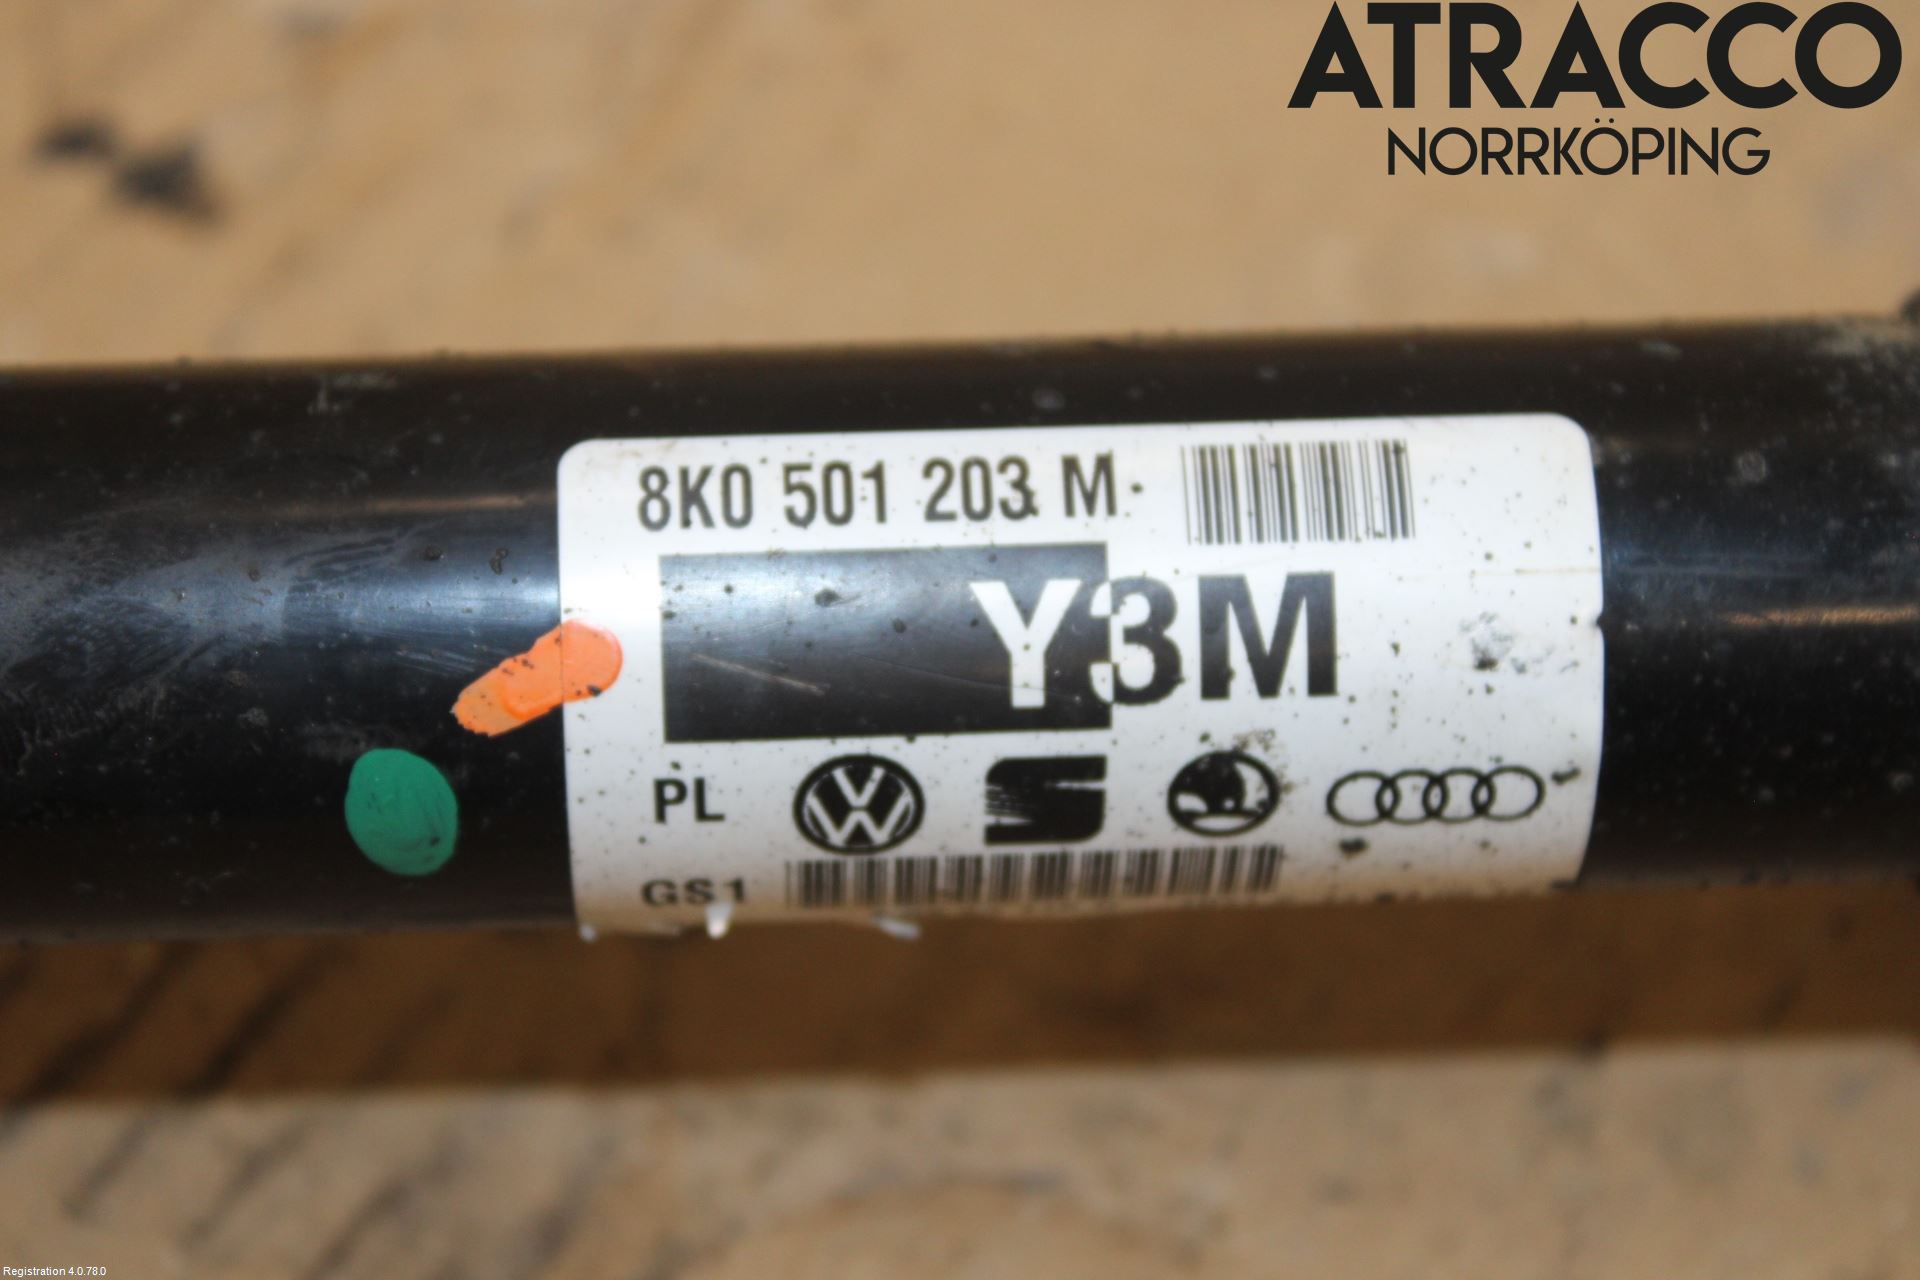 ATRACCO
NORRKÖPING
8K0 501 203 M
Y3M
PL
GS1
Registration 4.0.78.0